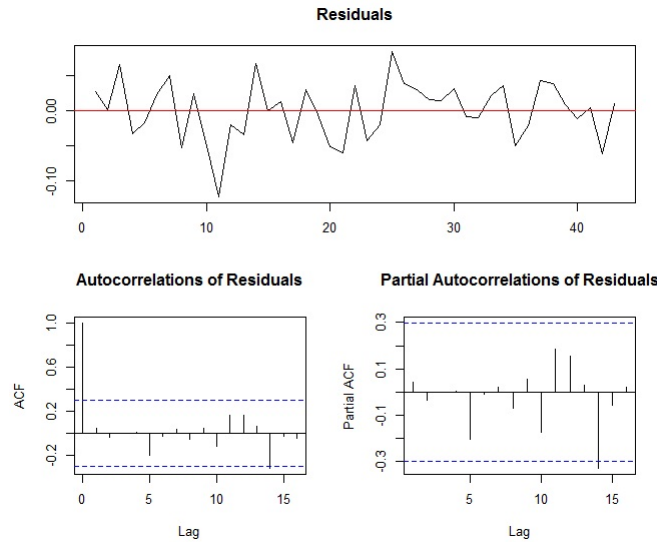 Residuals
0.00
-0.10
0 10 20 30 40
Autocorrelations of Residuals
ACF
1.0
0.6
0.2
-0.2
0 5 10 15
Lag
Partial Autocorrelations of Residuals
Partial ACF
0.3
0.1
-0.1
-0.3
5 10 15
Lag